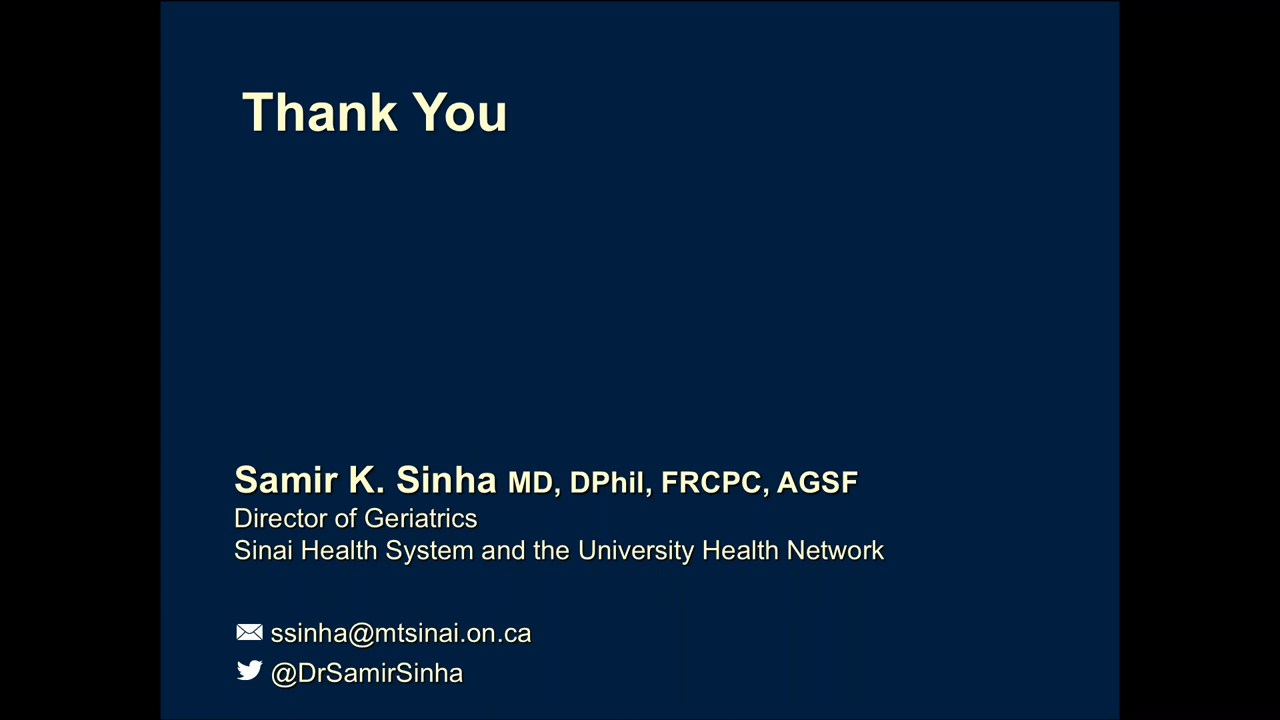 Thank You
Samir K. Sinha MD, DPhil, FRCPC, AGSF
Director of Geriatrics
Sinai Health System and the University Health Network
ssinha@mtsinai.on.ca
@DrSamirSinha